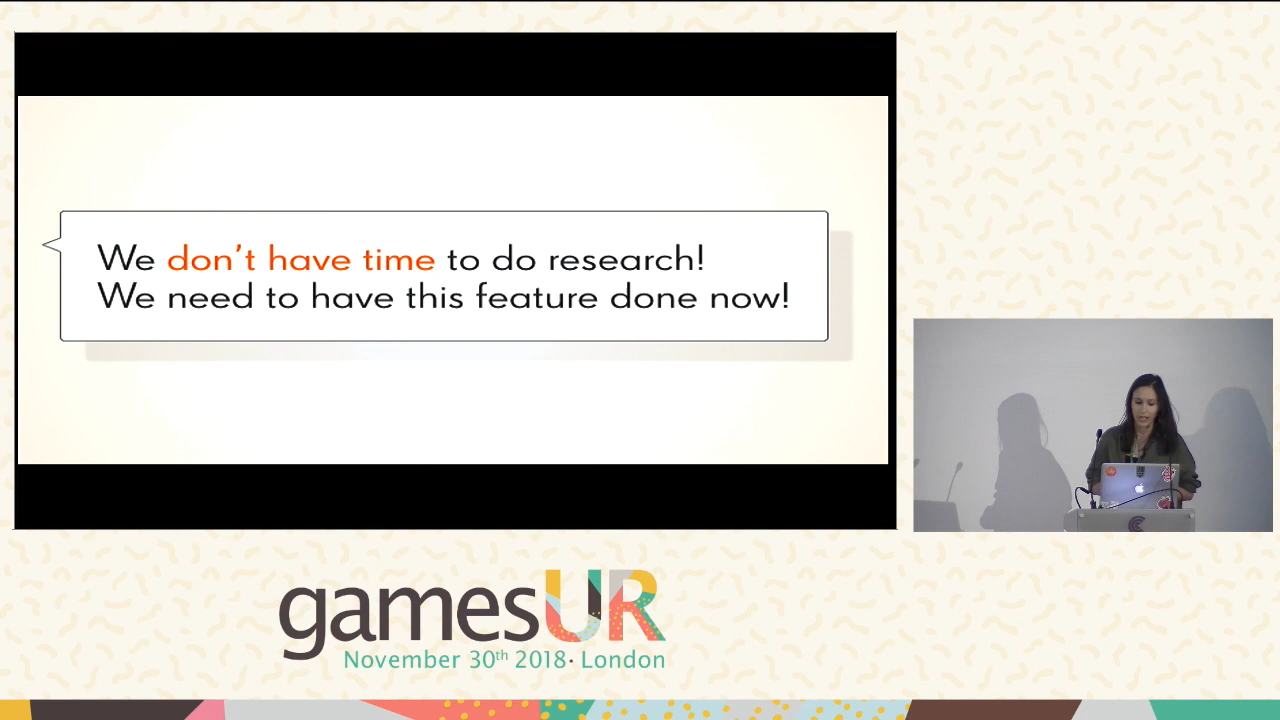 We don't have time to do research!
We need to have this feature done now!
gamesUR
November 30th 2018· London